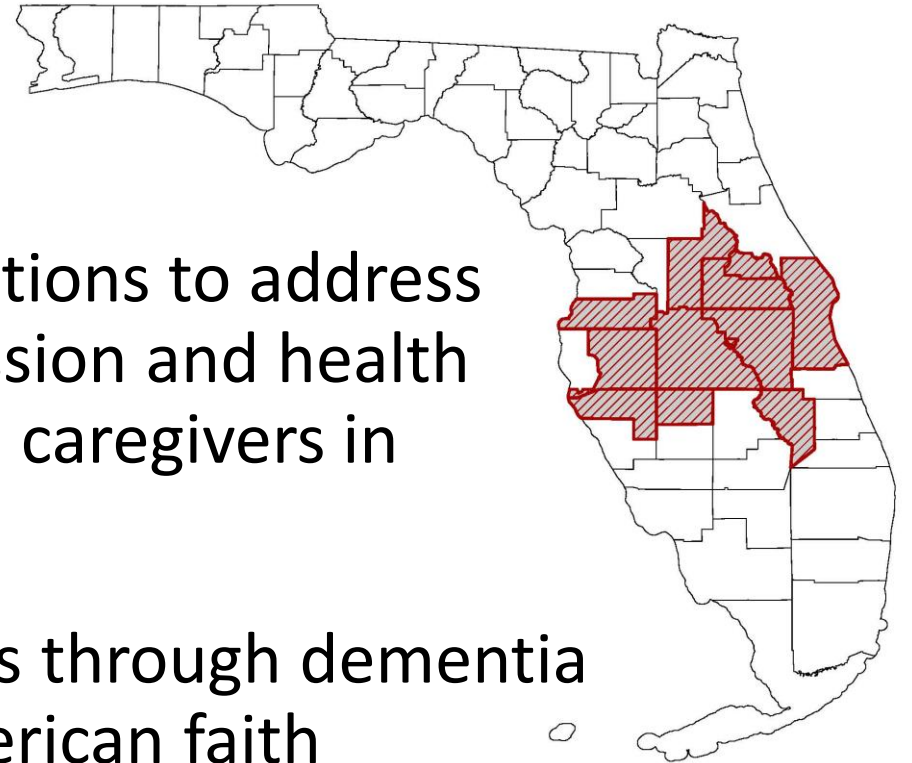 tions to address
sion and health
caregivers in
s through dementia
erican faith